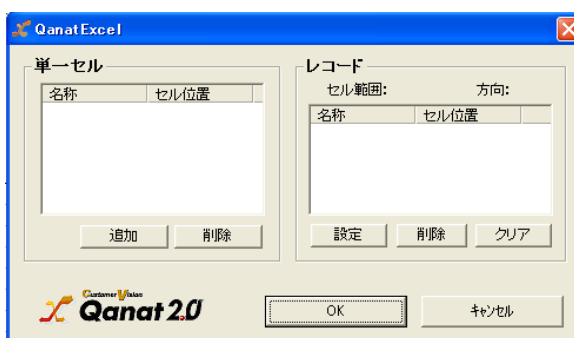 QanatExcel
単一セル
名称 セル位置
追加 削除
レコード
セル範囲: 方向:
名称 セル位置
設定 削除 クリア
Customer Vision
Qanat 2.0
OK キャンセル